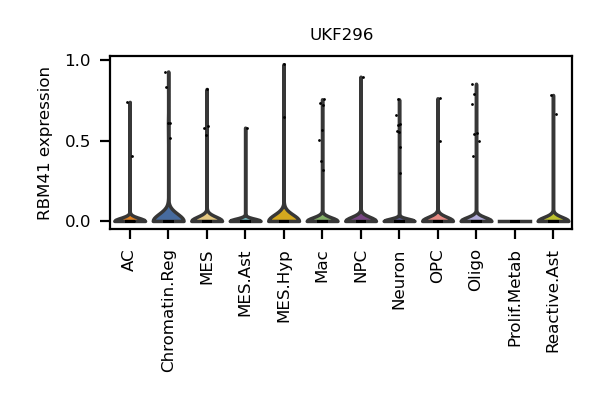 UKF296
RBM41 expression
1.0
0.5
0.0
AC
Chromatin.Reg
MES
MES.Ast
MES.Hyp
Mac
NPC
Neuron
OPC
Oligo
Prolif.Metab
Reactive.Ast